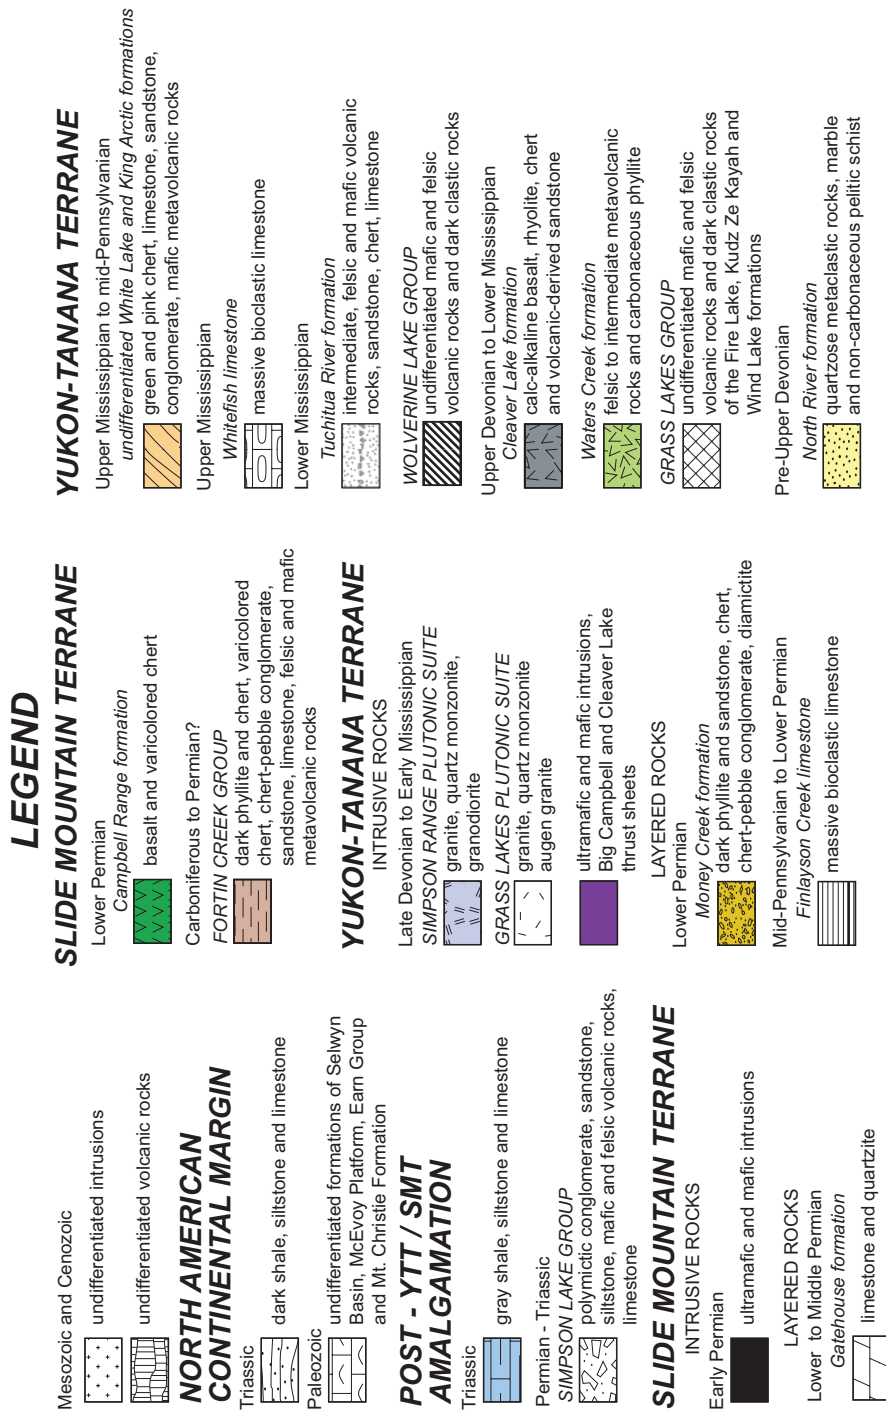 LEGEND
Mesozoic and Cenozoic
undifferentiated intrusions
undifferentiated volcanic rocks
NORTH AMERICAN
CONTINENTAL MARGIN
Triassic
dark shale, siltstone and limestone
Paleozoic
undifferentiated formations of Selwyn
Basin, McEvoy Platform, Earn Group
and Mt. Christie Formation
POST - YTT / SMT
AMALGAMATION
Triassic
gray shale, siltstone and limestone
Permian - Triassic
SIMPSON LAKE GROUP
polymictic conglomerate, sandstone,
siltstone, mafic and felsic volcanic rocks,
limestone
SLIDE MOUNTAIN TERRANE
INTRUSIVE ROCKS
Early Permian
ultramafic and mafic intrusions
LAYERED ROCKS
Lower to Middle Permian
Gatehouse formation
limestone and quartzite
SLIDE MOUNTAIN TERRANE
Lower Permian
Campbell Range formation
basalt and varicolored chert
Carboniferous to Permian?
FORTIN CREEK GROUP
dark phyllite and chert, varicolored
chert, chert-pebble conglomerate,
sandstone, limestone, felsic and mafic
metavolcanic rocks
YUKON-TANANA TERRANE
INTRUSIVE ROCKS
Late Devonian to Early Mississippian
SIMPSON RANGE PLUTONIC SUITE
granite, quartz monzonite,
granodiorite
GRASS LAKES PLUTONIC SUITE
granite, quartz monzonite
augen granite
ultramafic and mafic intrusions,
Big Campbell and Cleaver Lake
thrust sheets
LAYERED ROCKS
Lower Permian
Money Creek formation
dark phyllite and sandstone, chert,
chert-pebble conglomerate, diamictite
Mid-Pennsylvanian to Lower Permian
Finlayson Creek limestone
massive bioclastic limestone
YUKON-TANANA TERRANE
Upper Mississippian to mid-Pennsylvanian
undifferentiated White Lake and King Arctic formations
green and pink chert, limestone, sandstone,
conglomerate, mafic metavolcanic rocks
Upper Mississippian
Whitefish limestone
massive bioclastic limestone
Lower Mississippian
Tuchitua River formation
intermediate, felsic and mafic volcanic
rocks, sandstone, chert, limestone
WOLVERINE LAKE GROUP
undifferentiated mafic and felsic
volcanic rocks and dark clastic rocks
Upper Devonian to Lower Mississippian
Cleaver Lake formation
calc-alkaline basalt, rhyolite, chert
and volcanic-derived sandstone
Waters Creek formation
felsic to intermediate metavolcanic
rocks and carbonaceous phyllite
GRASS LAKES GROUP
undifferentiated mafic and felsic
volcanic rocks and dark clastic rocks
of the Fire Lake, Kudz Ze Kayah and
Wind Lake formations
Pre-Upper Devonian
North River formation
quartzose metaclastic rocks, marble
and non-carbonaceous pelitic schist